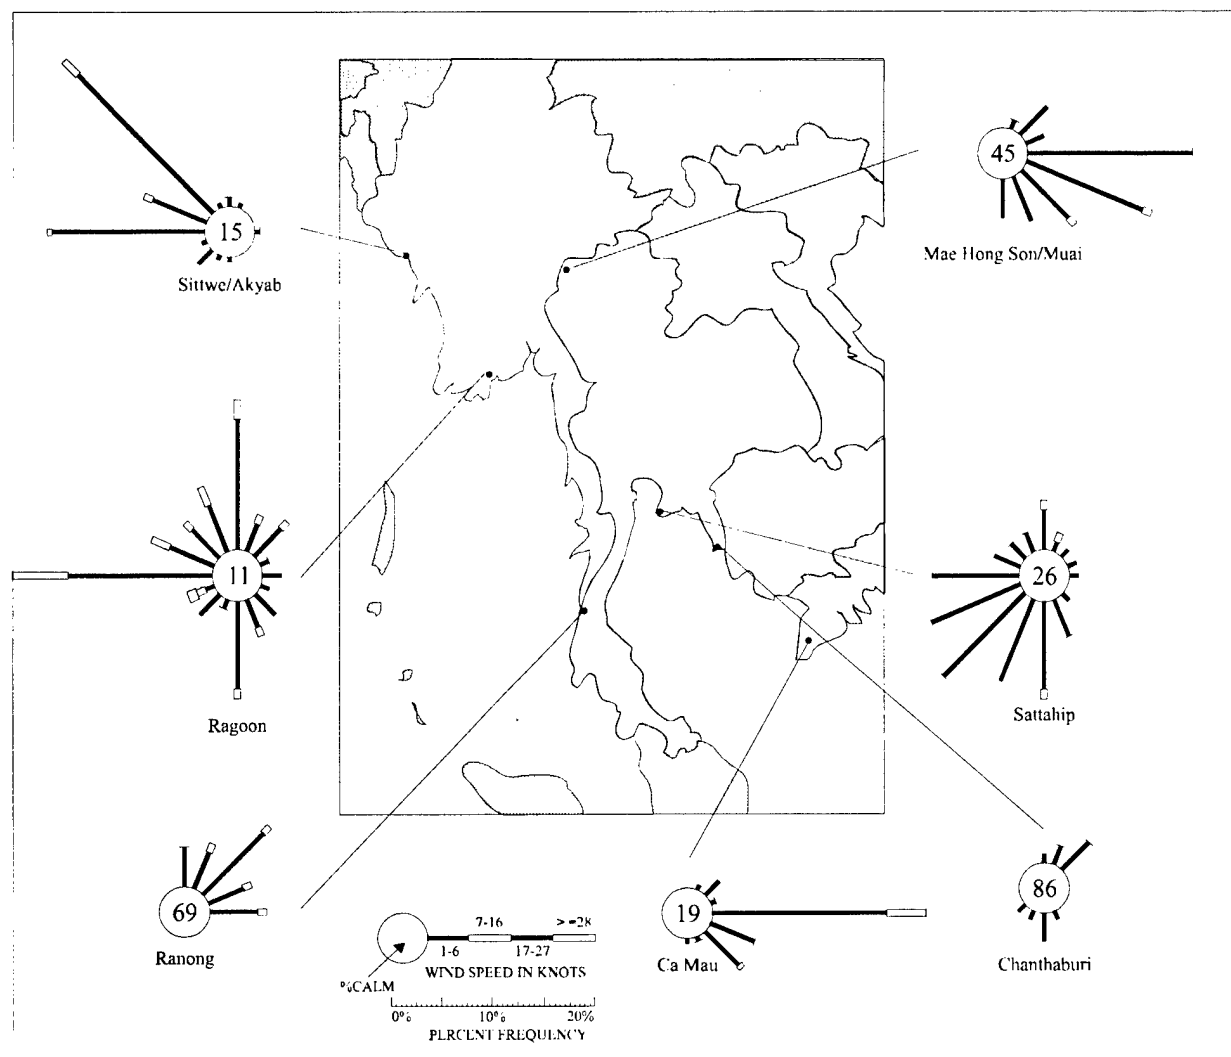 45
15
Mae Hong Son/Muai
Sittwe/Akyab
11
26
Ragoon
Sattahip
69
7-16
> =28
19
86
1-6
17-27
Ranong
WIND SPEED IN KNOTS
Ca Mau
Chanthaburi
%CALM
0%
10%
20%
PERCENT FREQUENCY